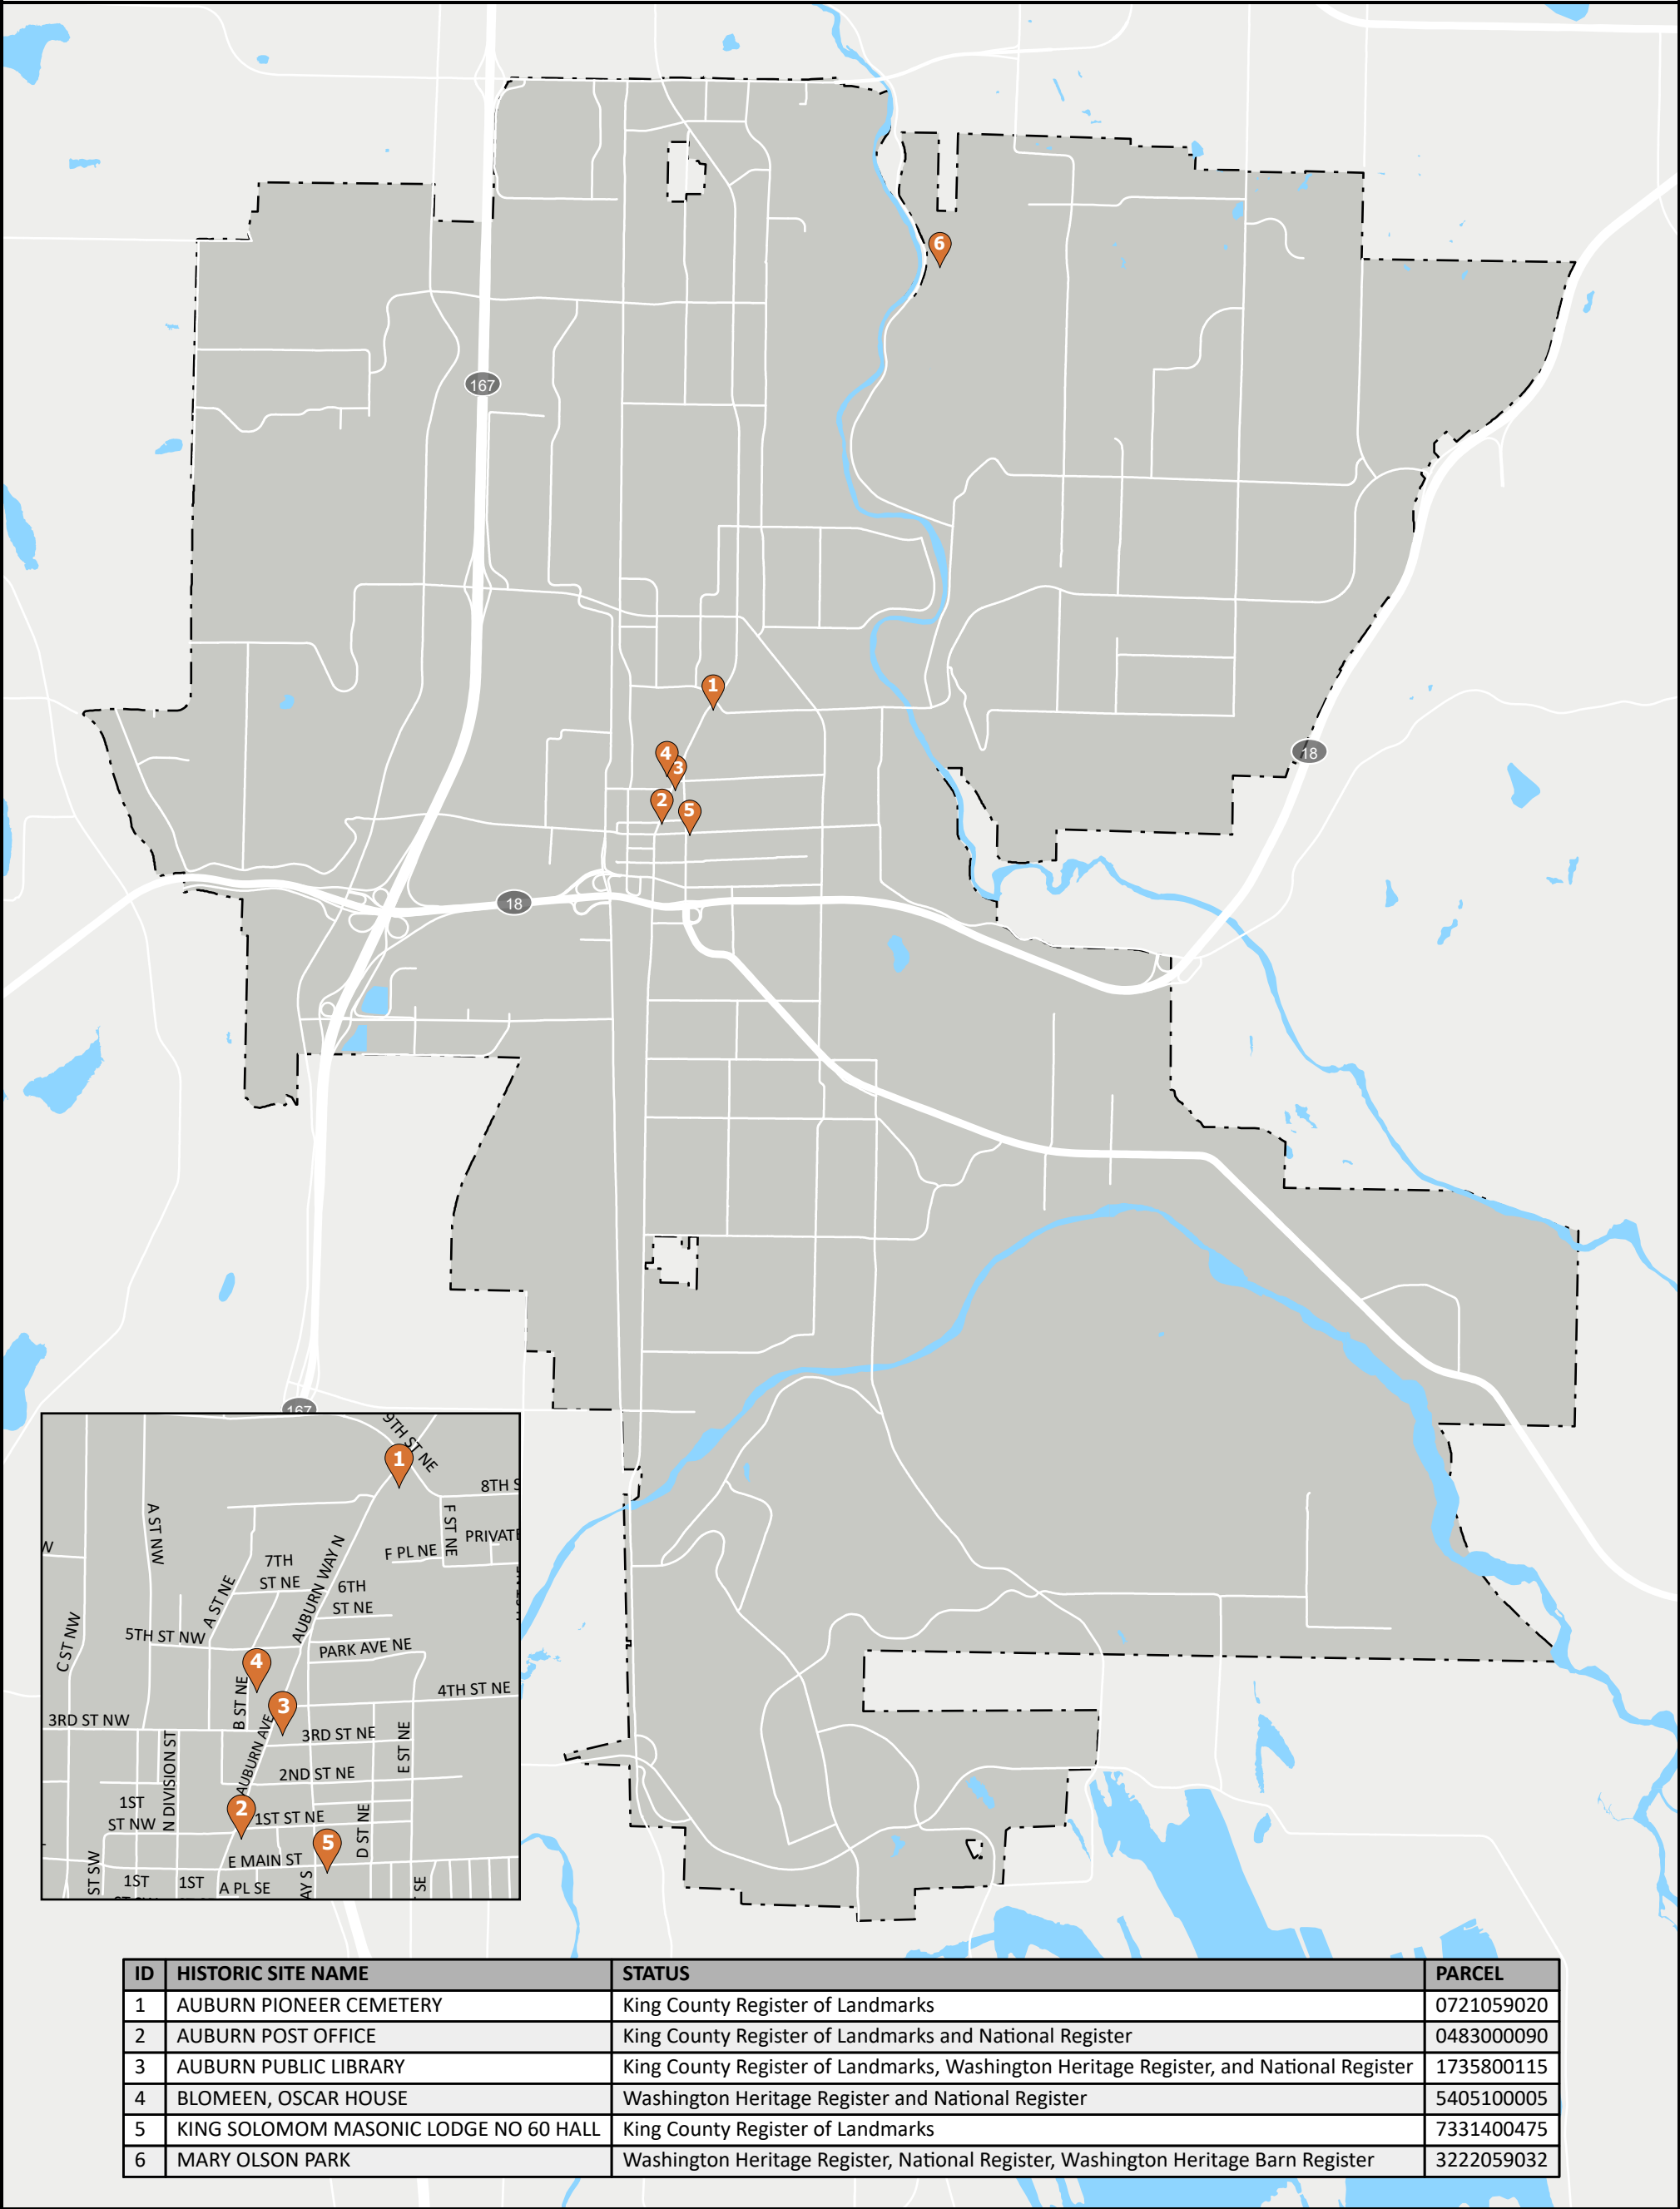 6
167
1
4
3
2
5
18
18
167
9TH ST NE
1
8TH S
A ST NW
F ST NE
AUBURN WAY N
PRIVATE
W
F PL NE
7TH
ST NE
A ST NE
6TH
ST NE
C ST NW
5TH ST NW
PARK AVE NE
4
B ST NE
4TH ST NE
3
3RD ST NW
AUBURN AVE
3RD ST NE
E ST NE
N DIVISION ST
2ND ST NE
1ST
ST NW
2
1ST ST NE
D ST NE
5
E MAIN ST
ST SW
1ST
1ST
A PL SE
AY S
SE
ID HISTORIC SITE NAME STATUS PARCEL
1 AUBURN PIONEER CEMETERY King County Register of Landmarks 0721059020
2 AUBURN POST OFFICE King County Register of Landmarks and National Register 0483000090
3 AUBURN PUBLIC LIBRARY King County Register of Landmarks, Washington Heritage Register, and National Register 1735800115
4 BLOMEEN, OSCAR HOUSE Washington Heritage Register and National Register 5405100005
5 KING SOLOMOM MASONIC LODGE NO 60 HALL King County Register of Landmarks 7331400475
6 MARY OLSON PARK Washington Heritage Register, National Register, Washington Heritage Barn Register 3222059032